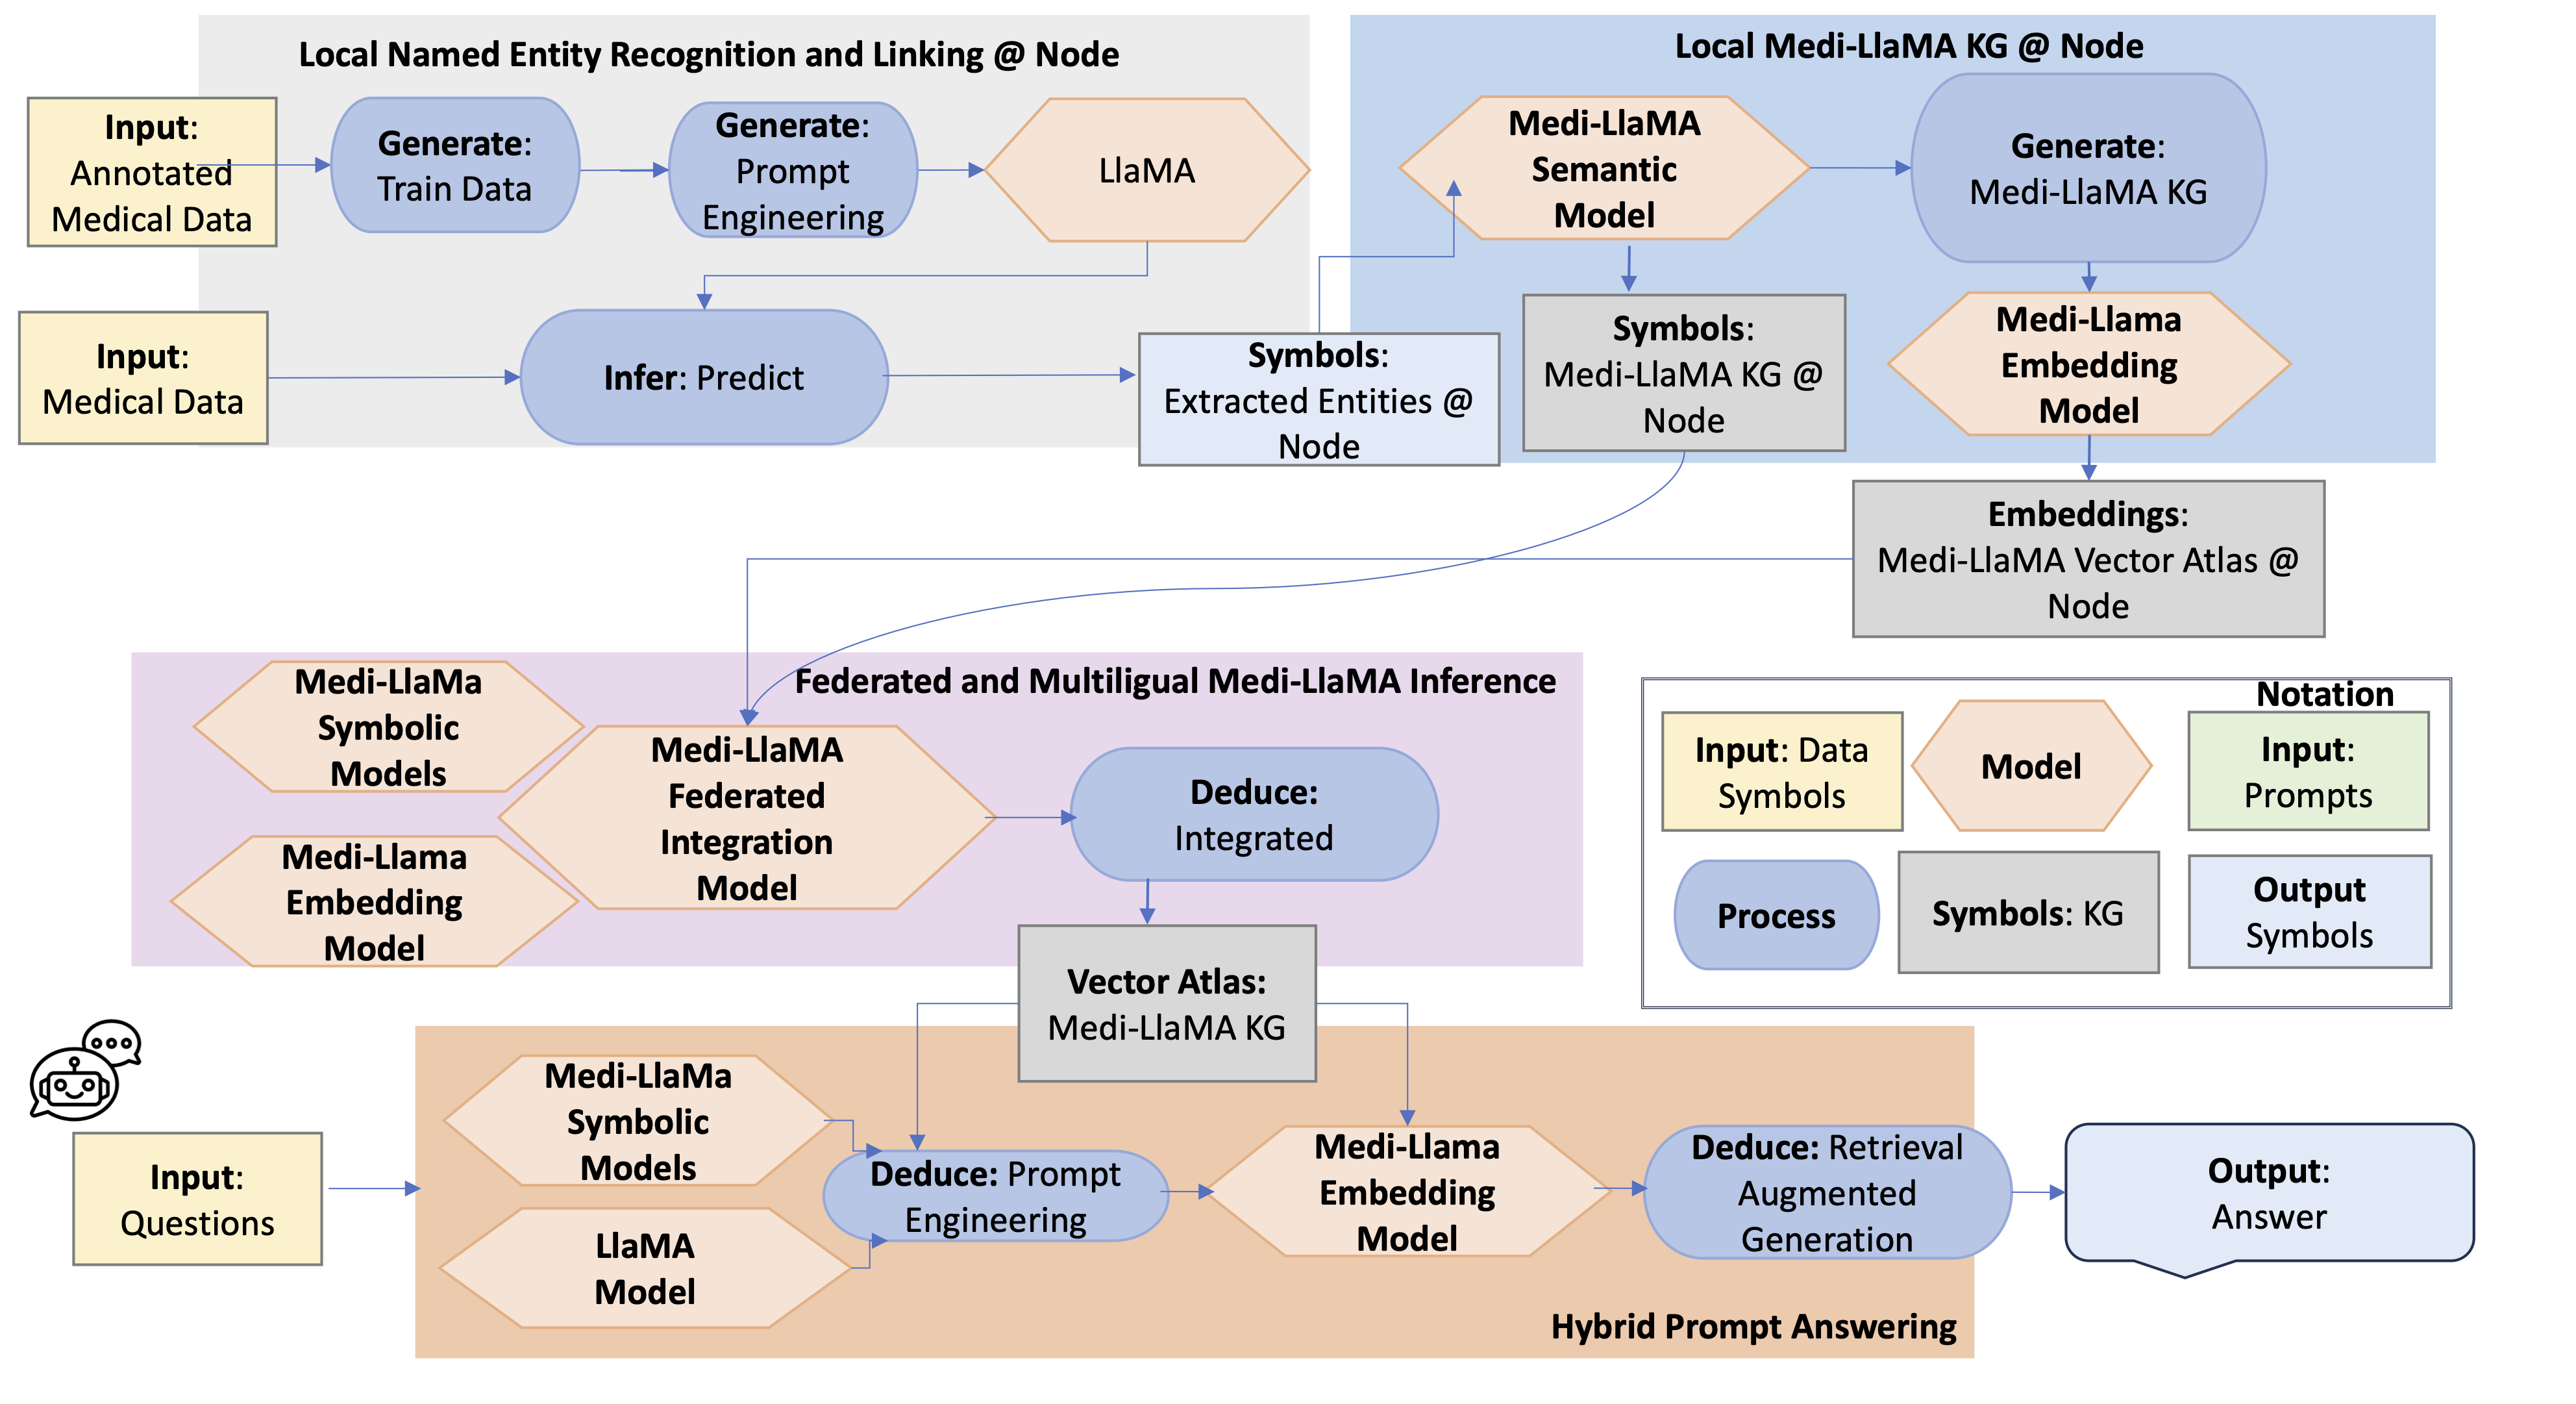 Local Named Entity Recognition and Linking @ Node
Input:
Annotated
Medical Data
Generate:
Train Data
Generate:
Prompt
Engineering
LlaMA
Input:
Medical Data
Infer: Predict
Symbols:
Extracted Entities @
Node
Local Medi-LlaMA KG @ Node
Medi-LlaMA
Semantic
Model
Generate:
Medi-LlaMA KG
Symbols:
Medi-LlaMA KG @
Node
Medi-Llama
Embedding
Model
Embeddings:
Medi-LlaMA Vector Atlas @
Node
Federated and Multiligual Medi-LlaMA Inference
Medi-LlaMa
Symbolic
Models
Medi-Llama
Embedding
Model
Medi-LlaMA
Federated
Integration
Model
Deduce:
Integrated
Vector Atlas:
Medi-LlaMA KG
Notation
Input: Data
Symbols
Model
Input:
Prompts
Process
Symbols: KG
Output
Symbols
Input:
Questions
Medi-LlaMa
Symbolic
Models
LlaMA
Model
Deduce: Prompt
Engineering
Medi-Llama
Embedding
Model
Deduce: Retrieval
Augmented
Generation
Output:
Answer
Hybrid Prompt Answering